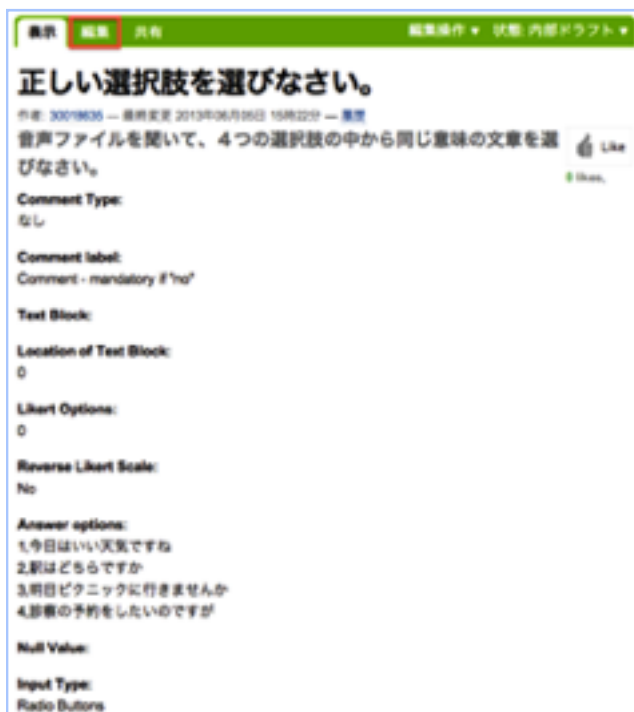 表示 編集 共有 編集操作 ▼ 状態: 内部ドラフト ▼
正しい選択肢を選びなさい。
作者: 30019835 — 最終変更 2013年06月05日 15時22分 — 履歴
音声ファイルを聞いて、4つの選択肢の中から同じ意味の文章を選
びなさい。
Like
0 likes,
Comment Type:
なし
Comment label:
Comment - mandatory if "no"
Text Block:
Location of Text Block:
0
Likert Options:
0
Reverse Likert Scale:
No
Answer options:
1,今日はいい天気ですね
2,駅はどちらですか
3,明日ピクニックに行きませんか
4,診察の予約をしたいのですが
Null Value:
Input Type:
Radio Buttons